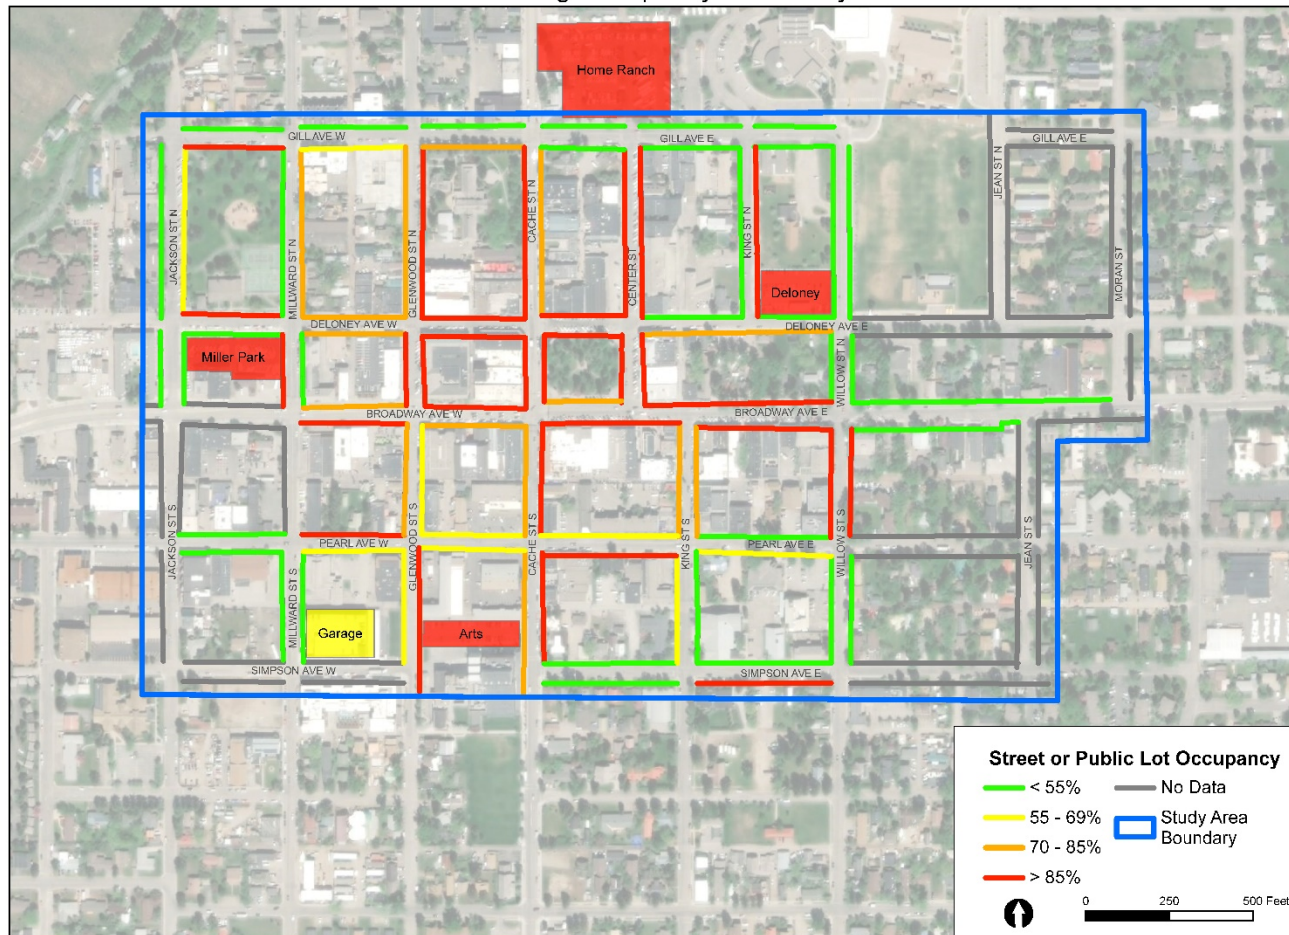 Home Ranch
GILL AVE W
GILL AVE E
GILL AVE E
JACKSON ST N
MILLWARD ST N
GLENWOOD ST N
CACHE ST N
CENTER ST
KING ST N
JEAN ST N
MORAN ST
Deloney
DELONEY AVE W
DELONEY AVE E
Miller Park
WILLOW ST N
BROADWAY AVE W
BROADWAY AVE E
JACKSON ST S
MILLWARD ST S
GLENWOOD ST S
CACHE ST S
KING ST S
WILLOW ST S
JEAN ST S
PEARL AVE W
PEARL AVE E
Garage
Arts
SIMPSON AVE W
SIMPSON AVE E
Street or Public Lot Occupancy
< 55%
No Data
55 - 69%
Study Area
Boundary
70 - 85%
> 85%
0 250 500 Feet